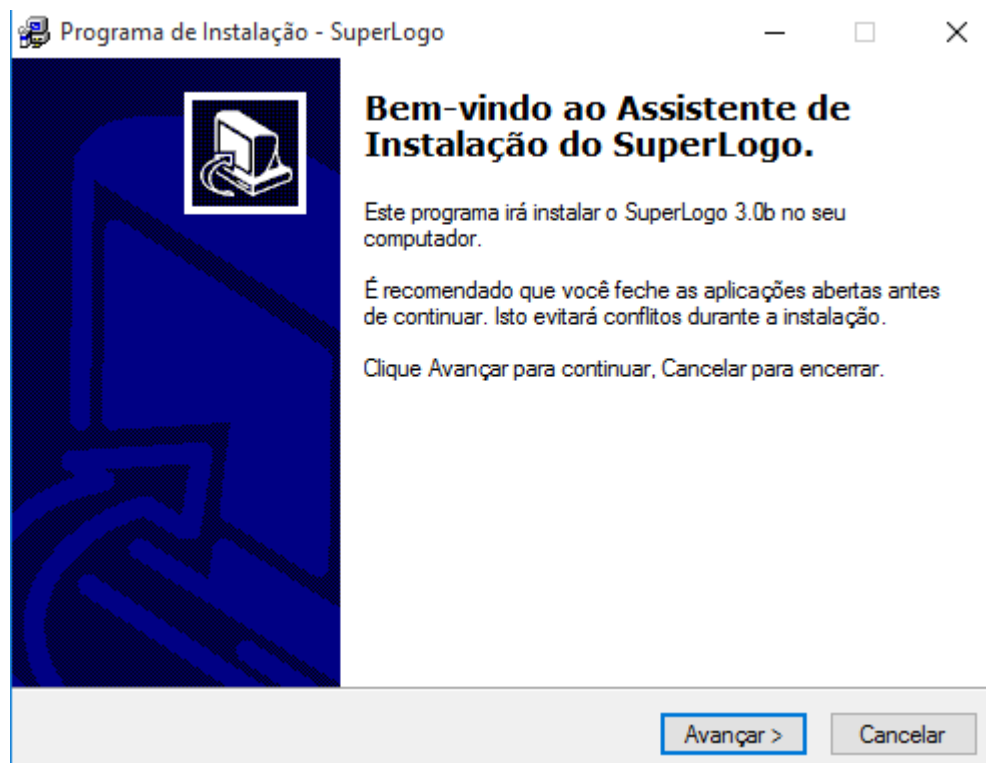 Programa de Instalação - SuperLogo
Bem-vindo ao Assistente de
Instalação do SuperLogo.
Este programa irá instalar o SuperLogo 3.0b no seu
computador.
É recomendado que você feche as aplicações abertas antes
de continuar. Isto evitará conflitos durante a instalação.
Clique Avançar para continuar, Cancelar para encerrar.
Avançar >
Cancelar